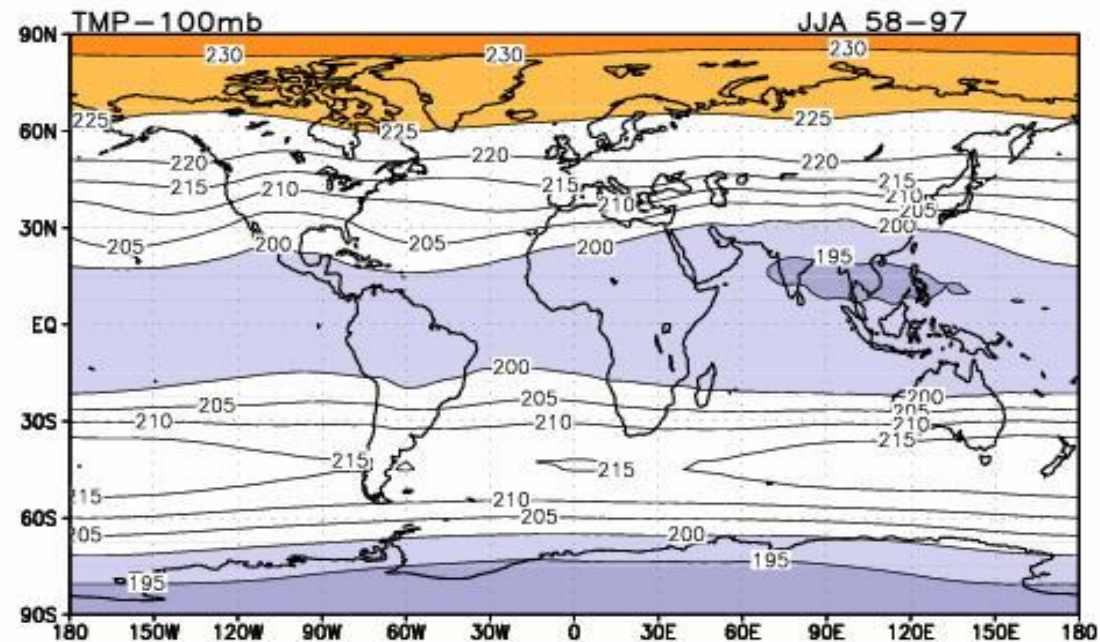 TMP-100mb JJA 58-97
90N
230 230 230
225 225 225
60N
220 220 220
215 215 215
210 210 210
205 205 205
30N
200 200 200
195
EQ
200 200
205 205 205
30S
210 210 210
215 215 215
215
210
60S
205 205
200
195 195
90S
180 150W 120W 90W 60W 30W 0 30E 60E 90E 120E 150E 180